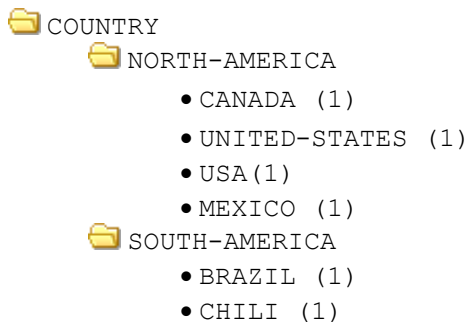 COUNTRY
NORTH-AMERICA
• CANADA (1)
• UNITED-STATES (1)
• USA(1)
• MEXICO (1)
SOUTH-AMERICA
• BRAZIL (1)
• CHILI (1)